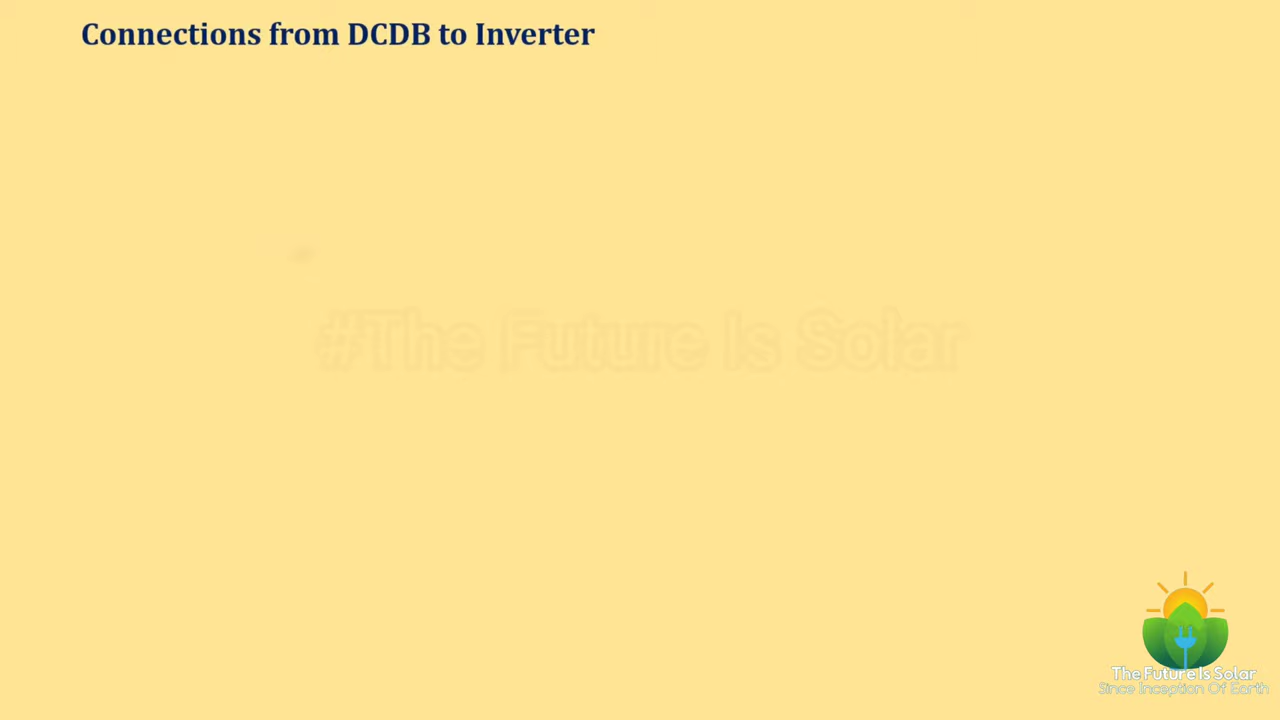 Connections from DCDB to Inverter
#The Future Is Solar
The Future Is Solar
Since Inception Of Earth